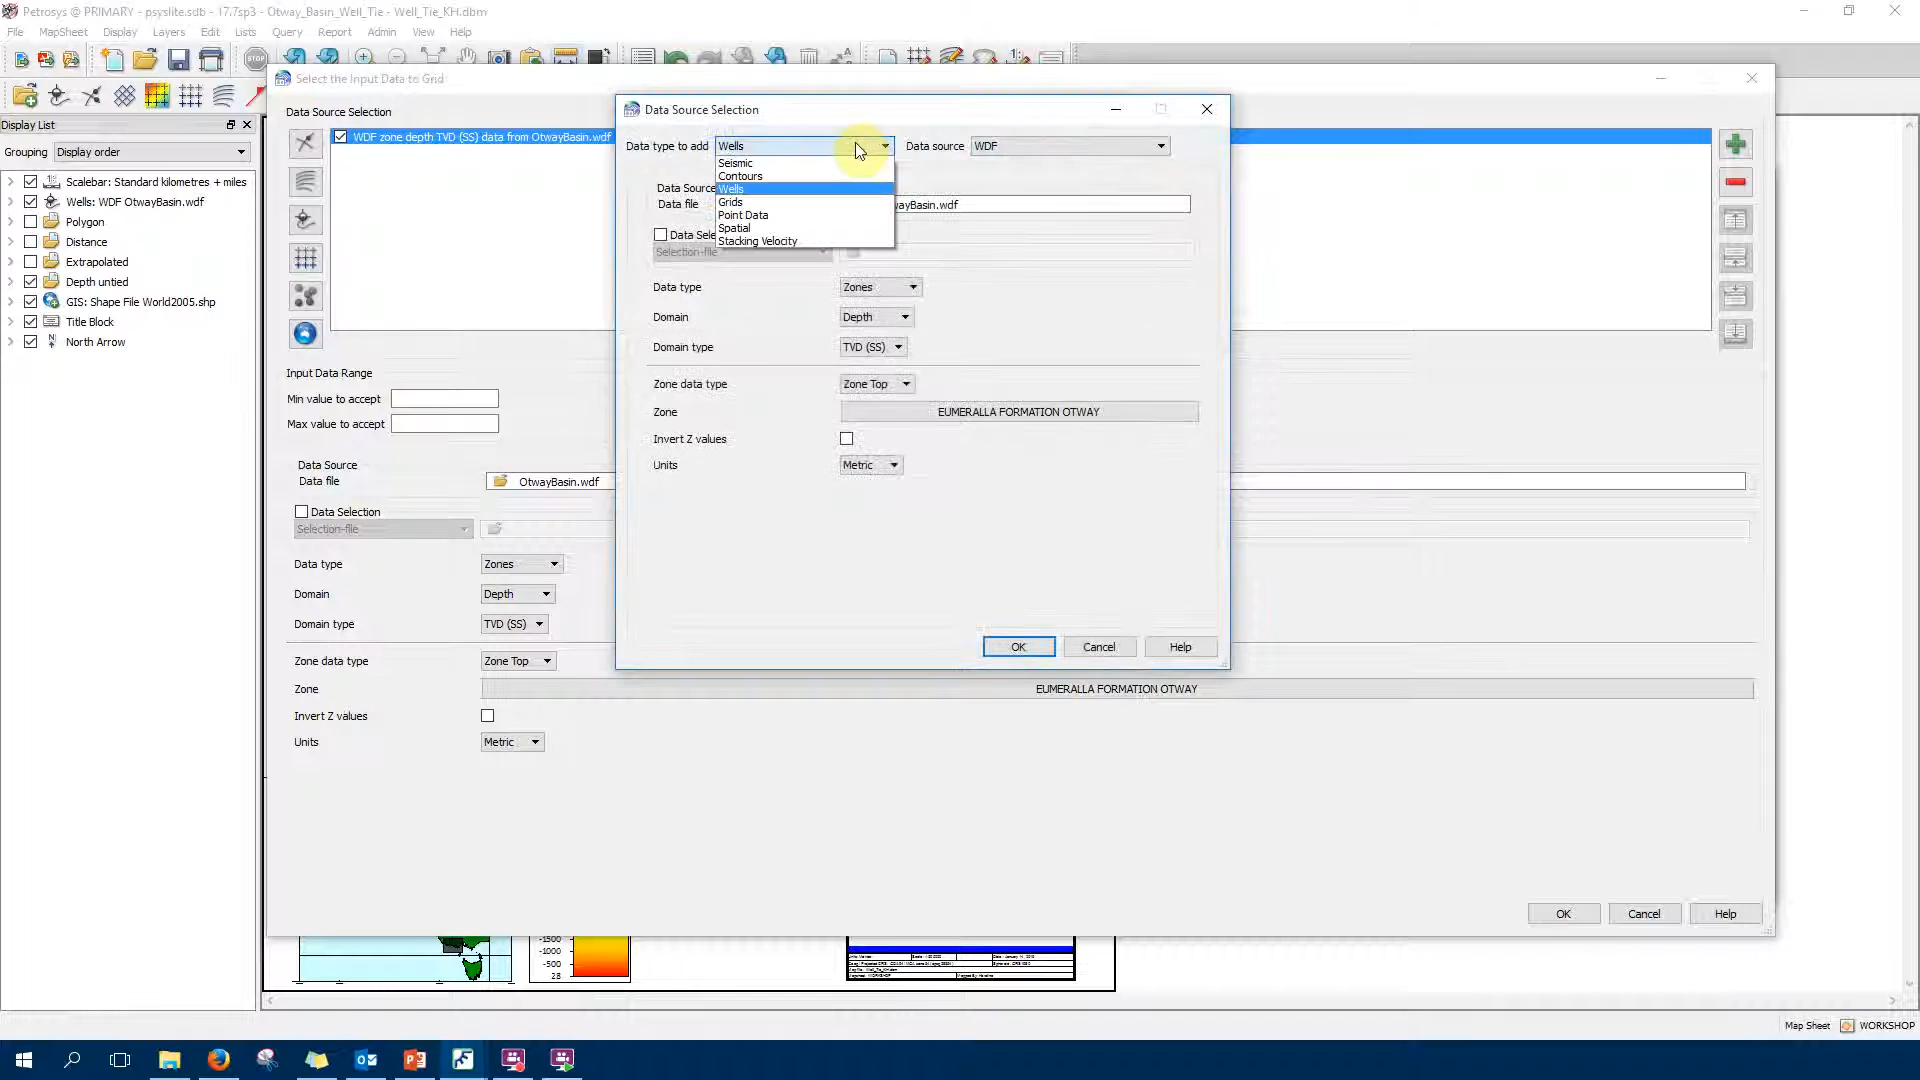 Petrosys @ PRIMARY - psyslite.sdb - 17.7sp3 - Otway_Basin_Well_Tie - Well_Tie_KH.dbm
File MapSheet Display Layers Edit Lists Query Report Admin Client View Help
STOP
Select the Input Data to Grid
Display List
Grouping Display order
Scalebar: Standard kilometres + miles
Wells: WDF OtwayBasin.wdf
Polygon
Distance
Extrapolated
Depth untied
GIS: Shape File World2005.shp
Title Block
N North Arrow
Data Source Selection
WDF zone depth TVD (SS) data from OtwayBasin.wdf
Input Data Range
Min value to accept
Max value to accept
Data Source
Data file OtwayBasin.wdf
Data Selection
Selection-file
Data type Zones
Domain Depth
Domain type TVD (SS)
Zone data type Zone Top
Zone EUMERALLA FORMATION OTWAY
Invert Z values
Units Metric
OK Cancel Help
Data Source Selection
Data type to add Wells Data source WDF
Seismic
Contours
Wells
Grids
Point Data
Spatial
Stacking Velocity
Data Source
Data file wayBasin.wdf
Data Sele
Selection-file
Data type Zones
Domain Depth
Domain type TVD (SS)
Zone data type Zone Top
Zone EUMERALLA FORMATION OTWAY
Invert Z values
Units Metric
OK Cancel Help
-1500
-1000
-500
28
Map Sheet WORKSHOP